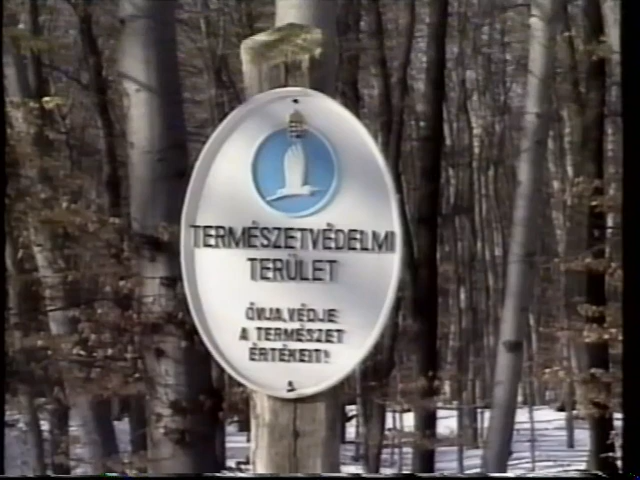 TERMÉSZETVÉDELMI
TERÜLET
ÓVJA, VÉDJE
A TERMÉSZET
ÉRTÉKEIT!